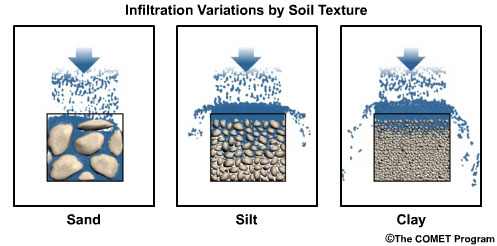 Infiltration Variations by Soil Texture
Sand
Silt
Clay
©The COMET Program